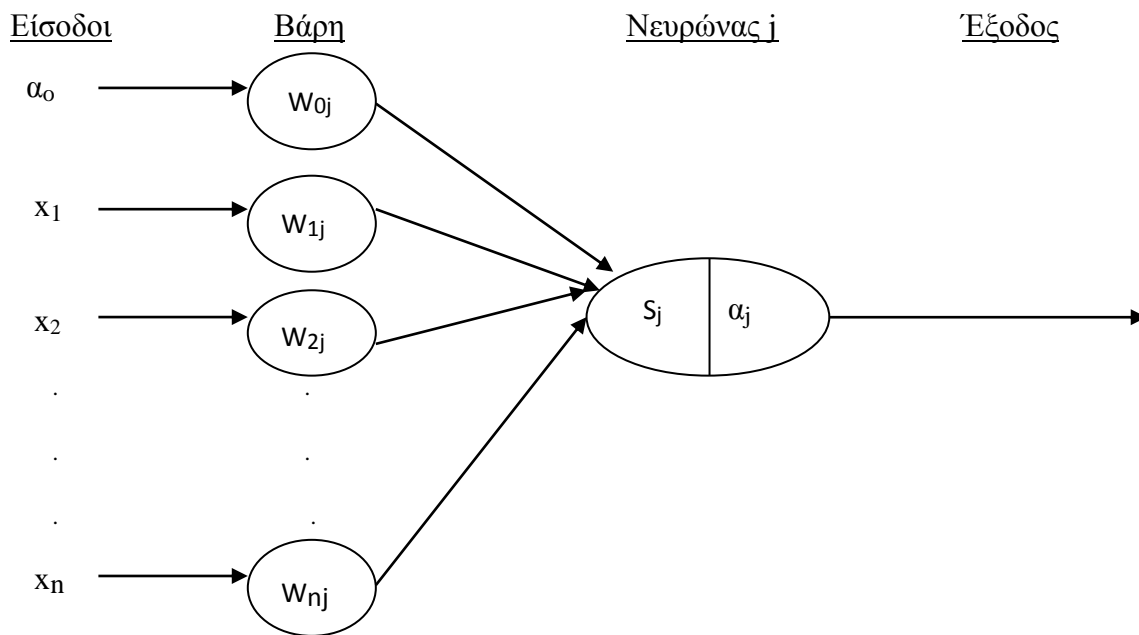 Είσοδοι Βάρη Νευρώνας j Έξοδος
αο W0j
x1 W1j
Sj αj
x2 W2j
. .
. .
. .
xn Wnj